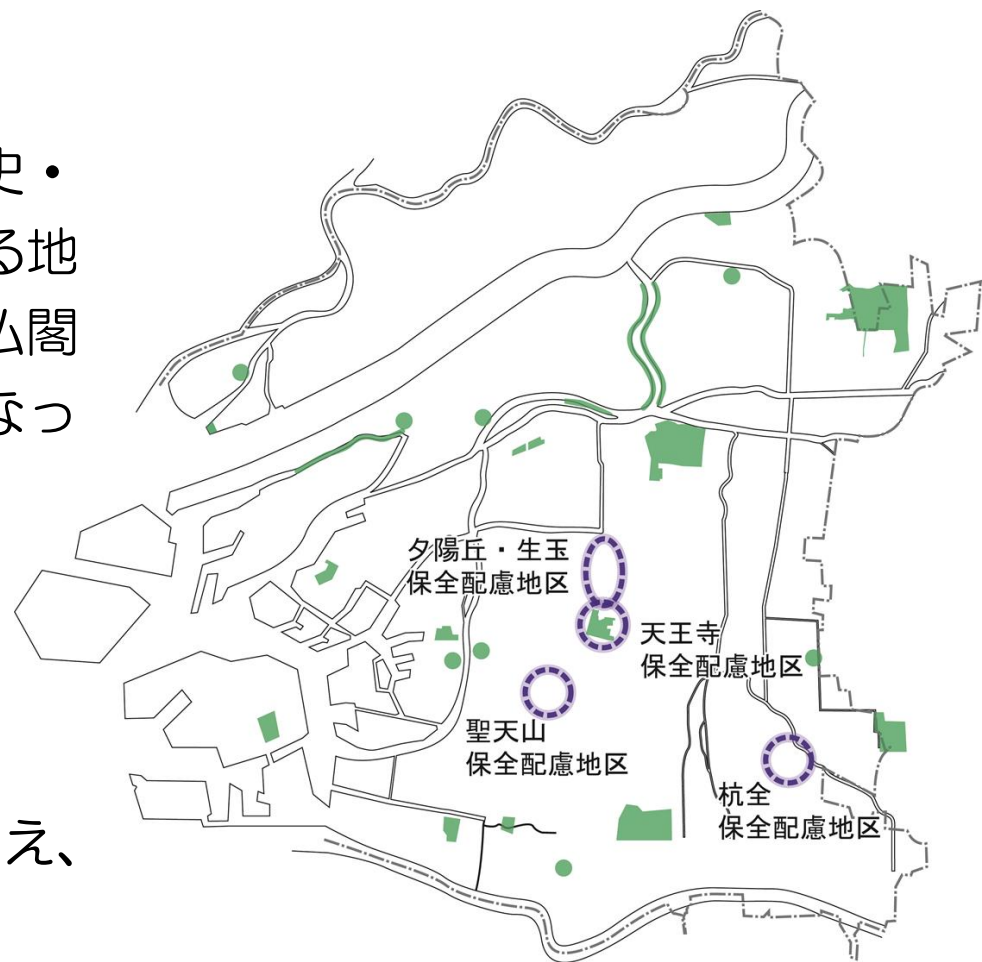 史・
る地
仏閣
なっ
え、
夕陽丘・生玉
保全配慮地区
天王寺
保全配慮地区
聖天山
保全配慮地区
杭全
保全配慮地区